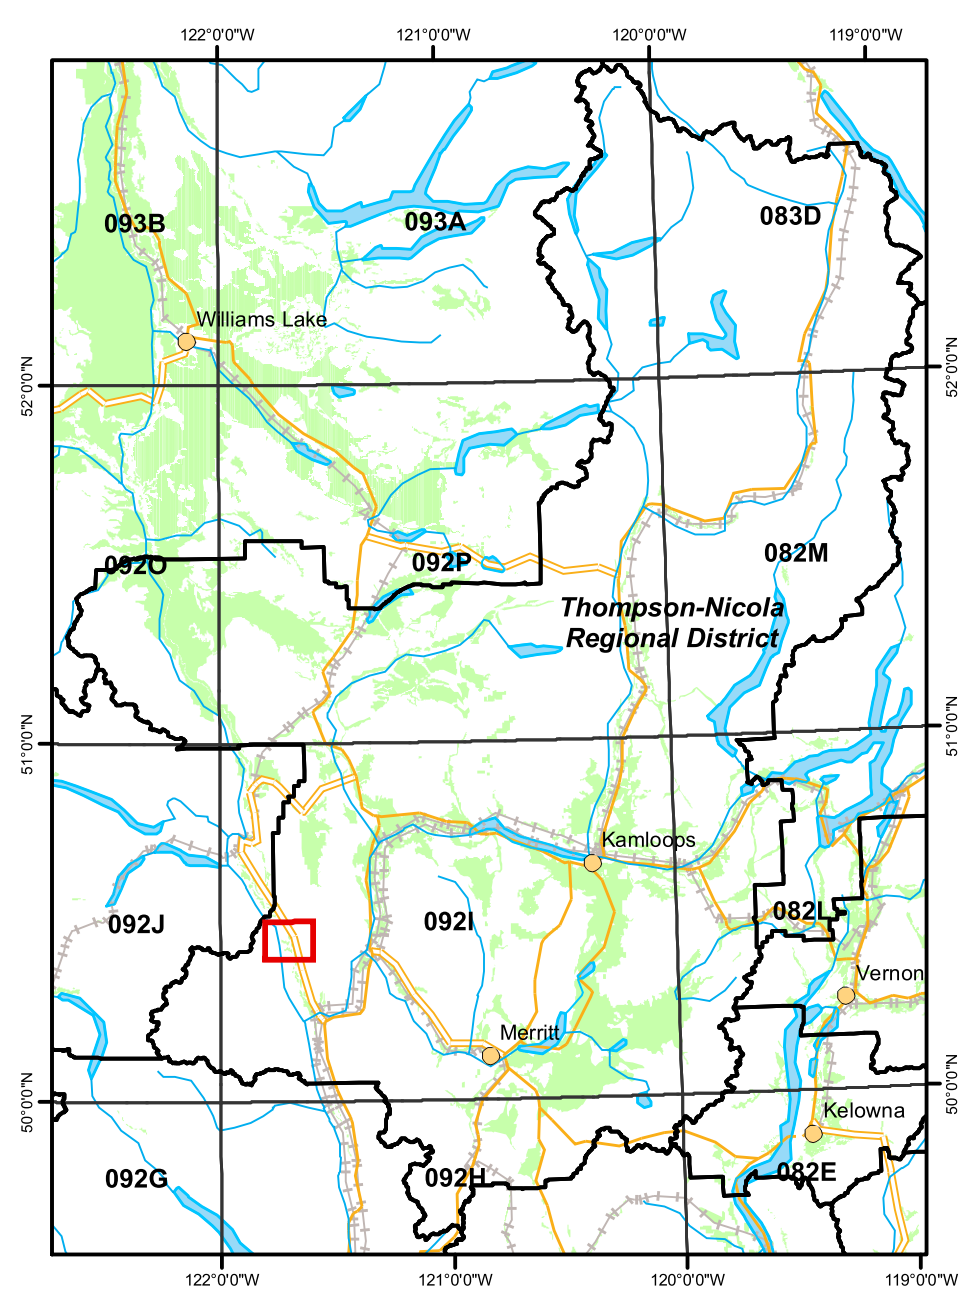 122°0'0"W 121°0'0"W 120°0'0"W 119°0'0"W
093B
093A
083D
Williams Lake
52°0'0"N
52°0'0"N
092O
092P
082M
Thompson-Nicola
Regional District
51°0'0"N
51°0'0"N
Kamloops
092J
092I
082L
Vernon
Merritt
50°0'0"N
50°0'0"N
Kelowna
092G
092H
082E
122°0'0"W 121°0'0"W 120°0'0"W 119°0'0"W